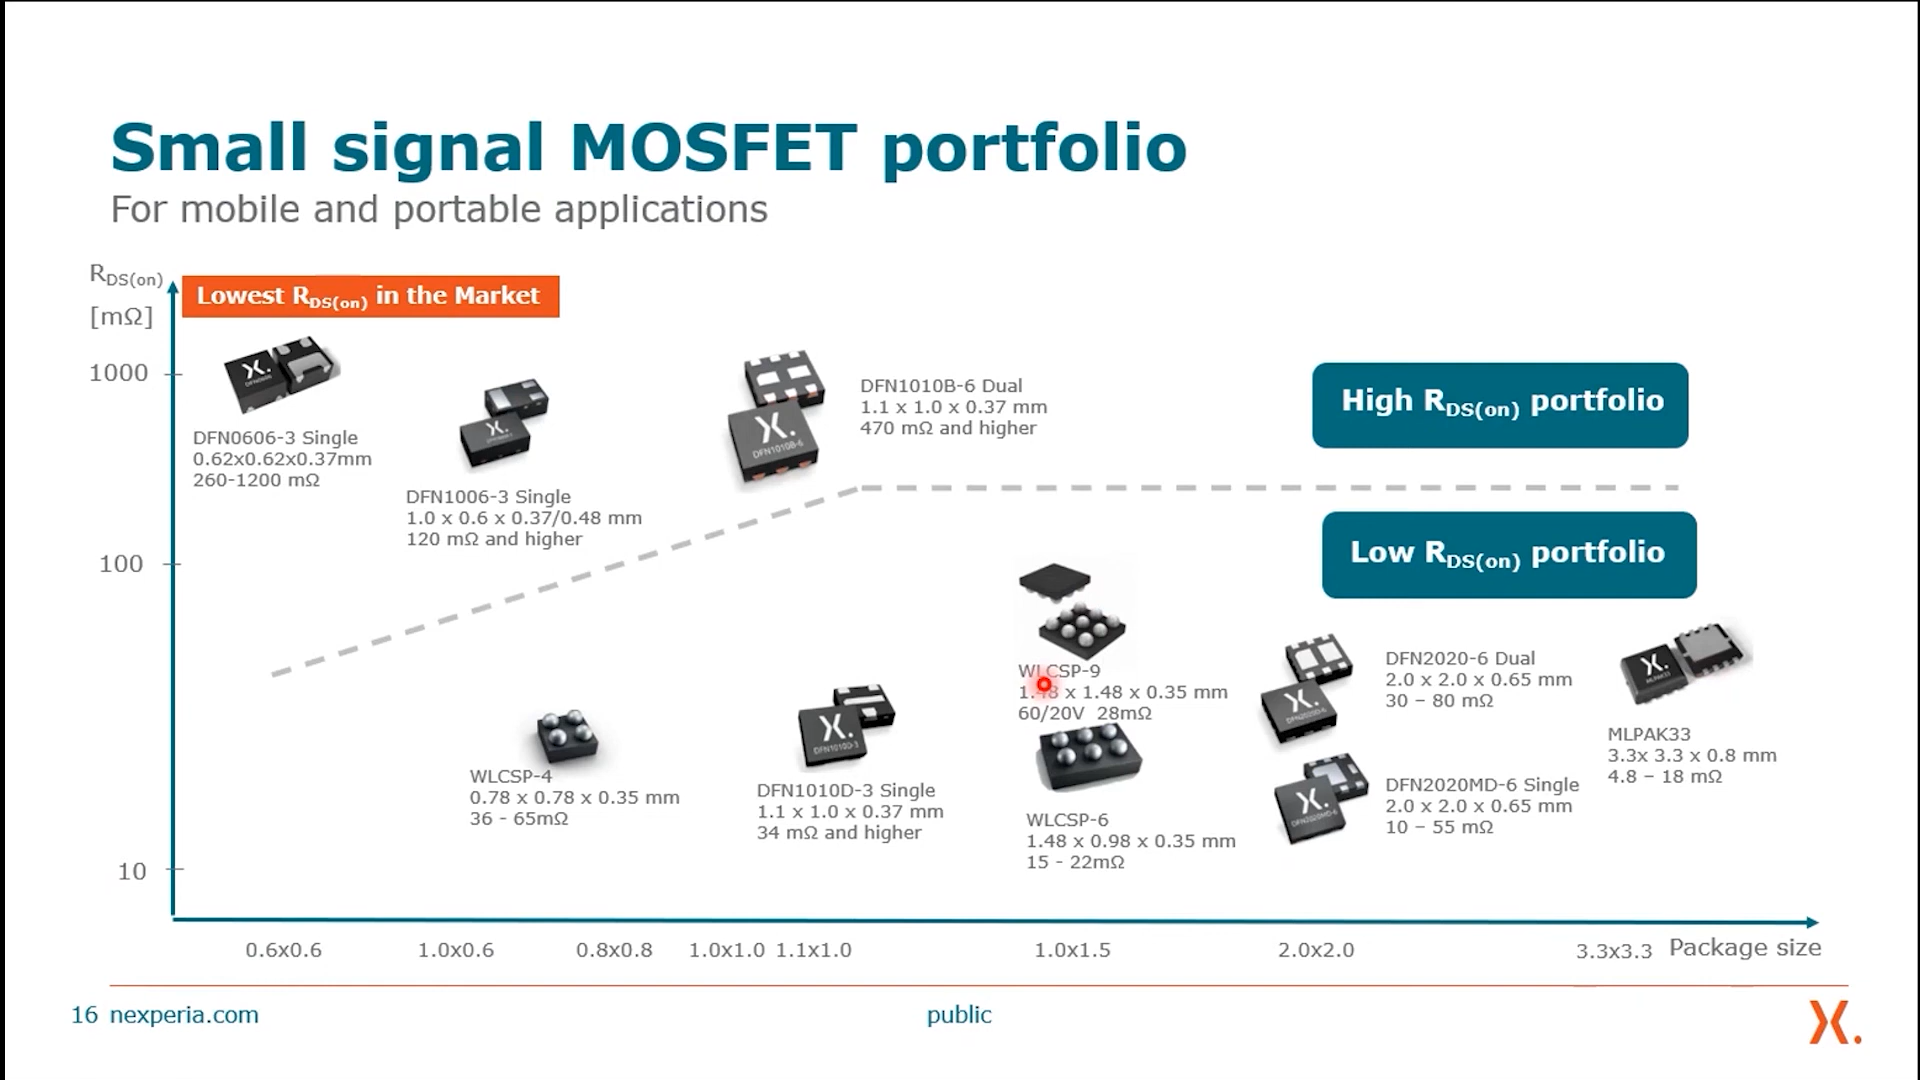 Small signal MOSFET portfolio
For mobile and portable applications
RDS(on)
[mΩ]
Lowest RDS(on) in the Market
1000
100
10
DFN0606-3 Single
0.62x0.62x0.37mm
260-1200 mΩ
DFN1006-3 Single
1.0 x 0.6 x 0.37/0.48 mm
120 mΩ and higher
DFN1010B-6
DFN1010B-6 Dual
1.1 x 1.0 x 0.37 mm
470 mΩ and higher
High RDS(on) portfolio
Low RDS(on) portfolio
WLCSP-4
0.78 x 0.78 x 0.35 mm
36 - 65mΩ
DFN1010D-3
DFN1010D-3 Single
1.1 x 1.0 x 0.37 mm
34 mΩ and higher
WLCSP-9
1.48 x 1.48 x 0.35 mm
60/20V 28mΩ
WLCSP-6
1.48 x 0.98 x 0.35 mm
15 - 22mΩ
DFN2020-6 Dual
2.0 x 2.0 x 0.65 mm
30 – 80 mΩ
DFN2020MD-6
DFN2020MD-6 Single
2.0 x 2.0 x 0.65 mm
10 – 55 mΩ
MLPAK33
MLPAK33
3.3x 3.3 x 0.8 mm
4.8 – 18 mΩ
0.6x0.6
1.0x0.6
0.8x0.8
1.0x1.0
1.1x1.0
1.0x1.5
2.0x2.0
3.3x3.3
Package size
16 nexperia.com
public